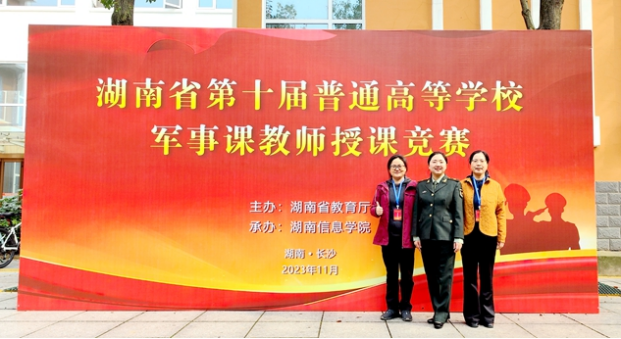 湖南省第十届普通高等学校
军事课教师授课竞赛
主办：湖南省教育厅
承办：湖南信息学院
湖南·长沙
2023年11月